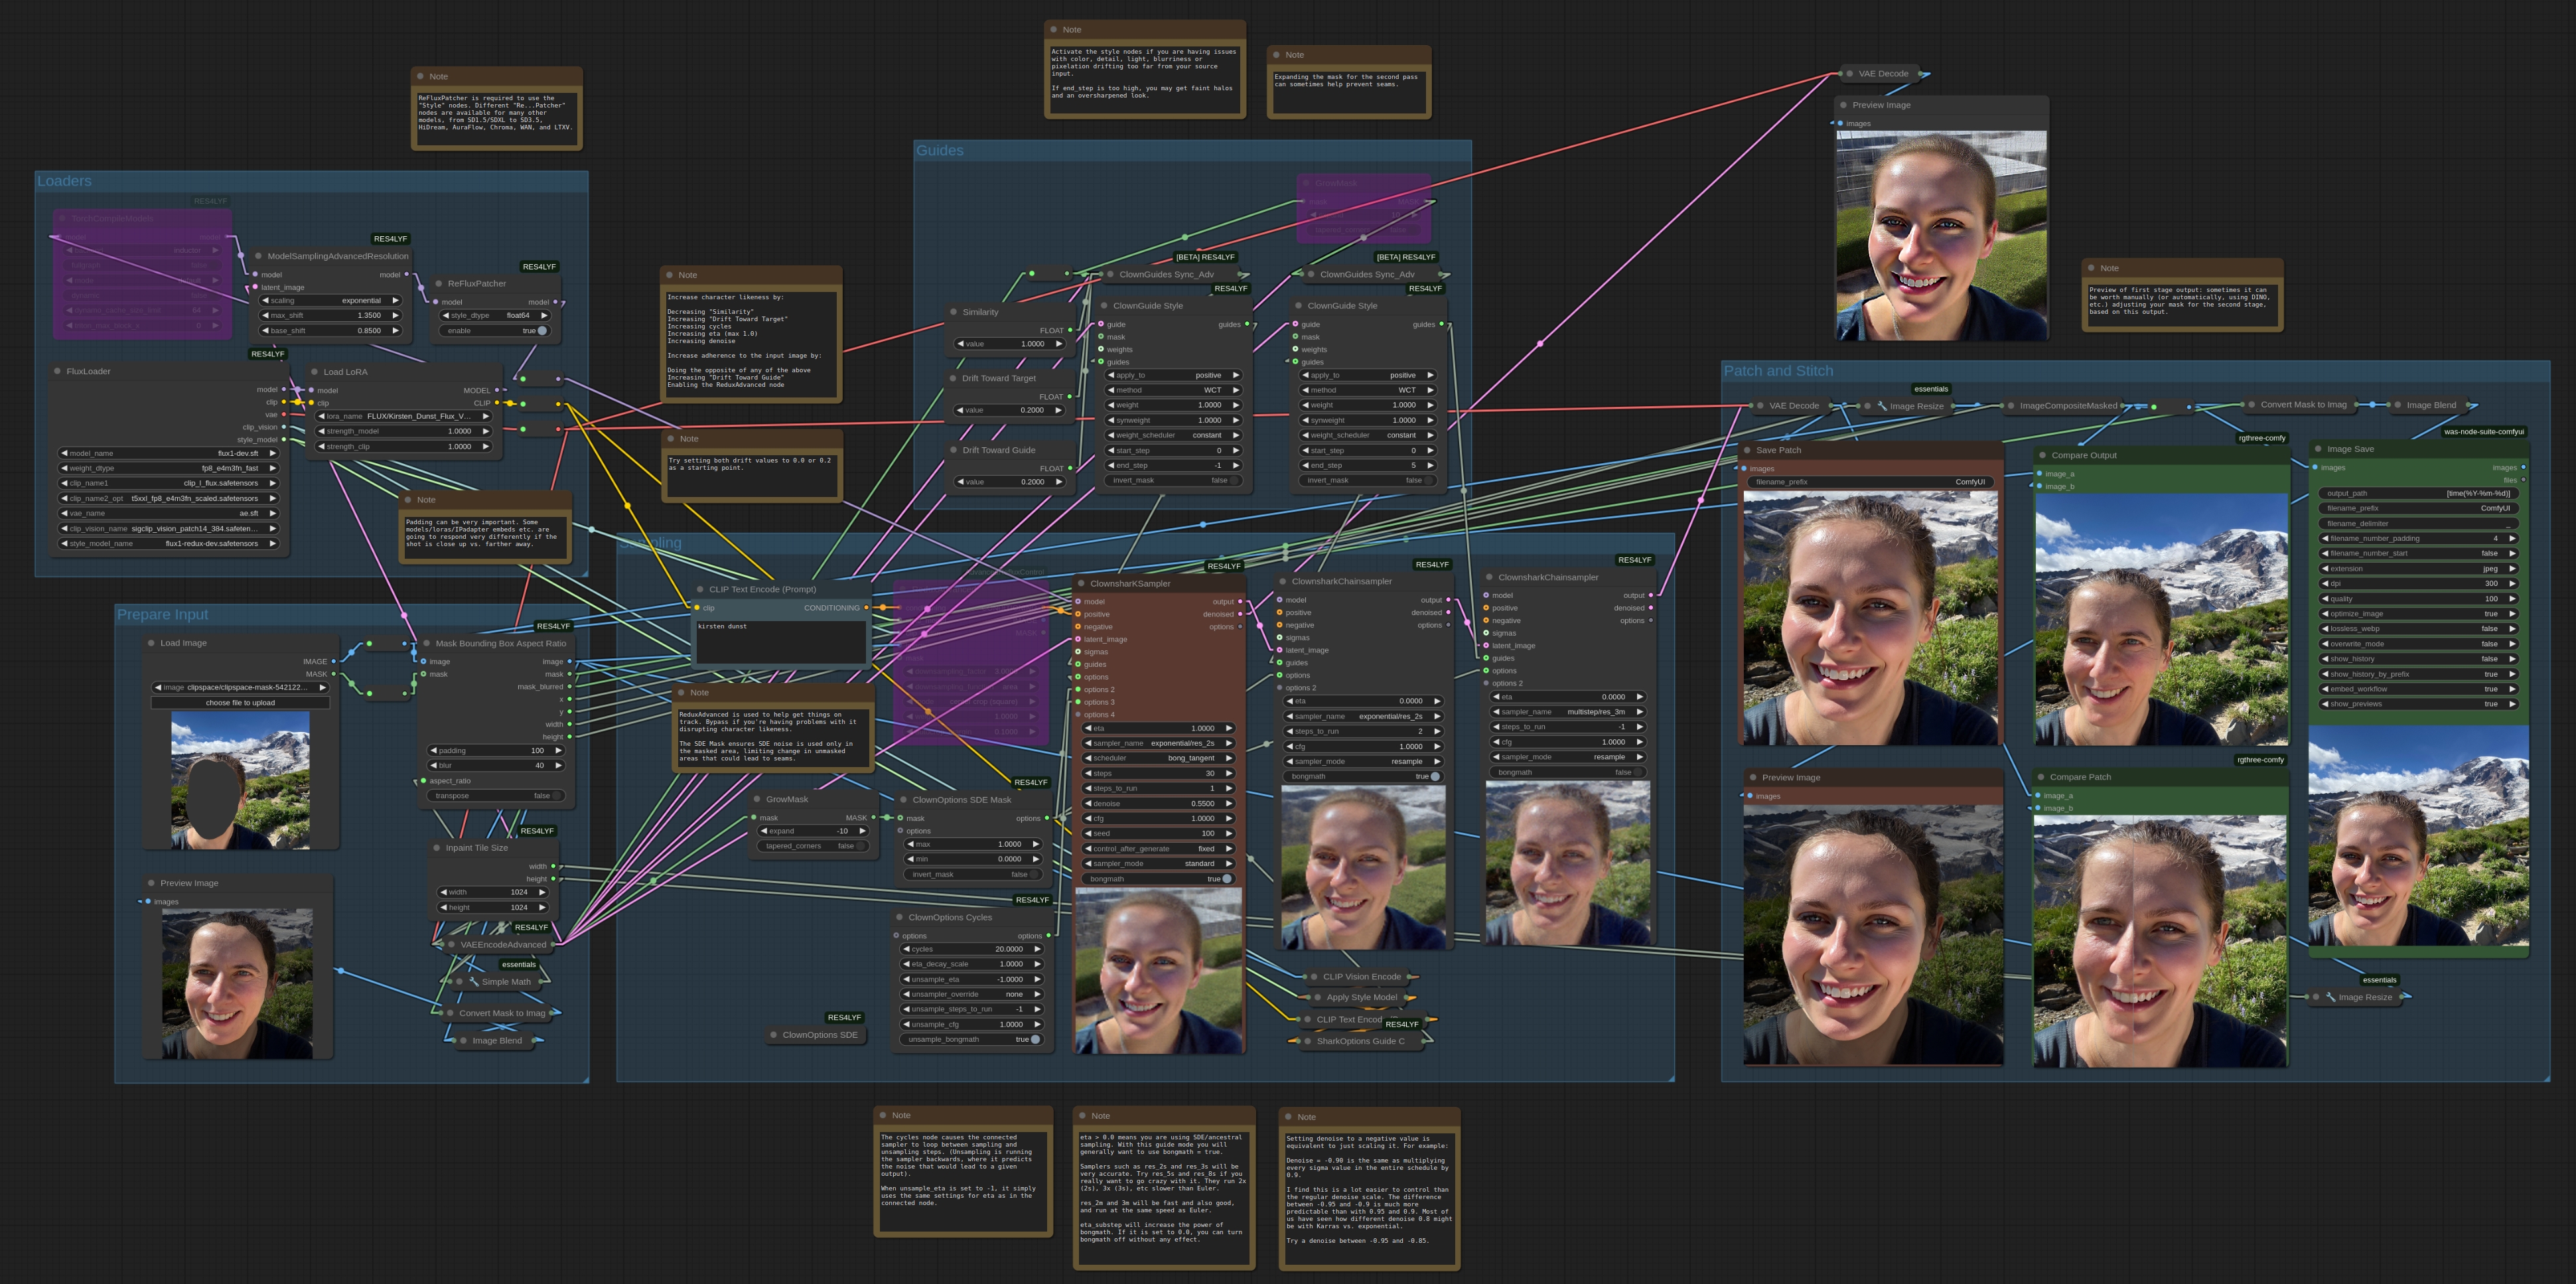 Note
ReFluxPatcher is required to use the
"Style" nodes. Different "Re...Patcher"
nodes are available for many other
models, from SD1.5/SDXL to SD3.5,
HiDream, AuraFlow, Chroma, WAN, and LTXV.
Note
Activate the style nodes if you are having issues
with color, detail, light, blurriness or
pixelation drifting too far from your source
input.
If end_step is too high, you may get faint halos
and an oversharpened look.
Note
Expanding the mask for the second pass
can sometimes help prevent seams.
VAE Decode
Preview Image
images
Note
Preview of first stage output: sometimes it can
be worth manually (or automatically, using DINO,
etc.) adjusting your mask for the second stage,
based on this output.
Loaders
RES4LYF
TorchCompileModels
RES4LYF
ModelSamplingAdvancedResolution
model model
latent_image
scaling exponential
max_shift 1.3500
base_shift 0.8500
RES4LYF
ReFluxPatcher
model model
style_dtype float64
enable true
RES4LYF
FluxLoader
model
clip
vae
clip_vision
style_model
model_name flux1-dev.sft
weight_dtype fp8_e4m3fn_fast
clip_name1 clip_l_flux.safetensors
clip_name2_opt t5xxl_fp8_e4m3fn_scaled.safetensors
vae_name ae.sft
clip_vision_name sigclip_vision_patch14_384.safeten...
style_model_name flux1-redux-dev.safetensors
Load LoRA
model MODEL
clip CLIP
lora_name FLUX/Kirsten_Dunst_Flux_V...
strength_model 1.0000
strength_clip 1.0000
Note
Padding can be very important. Some
models/loras/IPadapter embeds etc. are
going to respond very differently if the
shot is close up vs. farther away.
Note
Increase character likeness by:
Decreasing "Similarity"
Increasing "Drift Toward Target"
Increasing cycles
Increasing eta (max 1.0)
Increasing denoise
Increase adherence to the input image by:
Doing the opposite of any of the above
Increasing "Drift Toward Guide"
Enabling the ReduxAdvanced node
Note
Try setting both drift values to 0.0 or 0.2
as a starting point.
Guides
GrowMask
[BETA] RES4LYF
ClownGuides Sync_Adv
[BETA] RES4LYF
ClownGuides Sync_Adv
Similarity
FLOAT
value 1.0000
Drift Toward Target
FLOAT
value 0.2000
Drift Toward Guide
FLOAT
value 0.2000
RES4LYF
ClownGuide Style
guide guides
mask
weights
guides
apply_to positive
method WCT
weight 1.0000
synweight 1.0000
weight_scheduler constant
start_step 0
end_step -1
invert_mask false
RES4LYF
ClownGuide Style
guide guides
mask
weights
guides
apply_to positive
method WCT
weight 1.0000
synweight 1.0000
weight_scheduler constant
start_step 0
end_step 5
invert_mask false
Prepare Input
Load Image
IMAGE
MASK
image clipspace/clipspace-mask-542122...
choose file to upload
Preview Image
images
RES4LYF
Mask Bounding Box Aspect Ratio
image image
mask mask
mask_blurred
x
y
width
height
padding 100
blur 40
aspect_ratio
transpose false
RES4LYF
Inpaint Tile Size
width
height
width 1024
height 1024
RES4LYF
VAEEncodeAdvanced
essentials
Simple Math
Convert Mask to Imag
Image Blend
Sampling
CLIP Text Encode (Prompt)
clip CONDITIONING
kirsten dunst
Note
ReduxAdvanced is used to help get things on
track. Bypass if you're having problems with it
disrupting character likeness.
The SDE Mask ensures SDE noise is used only in
the masked area, limiting change in unmasked
areas that could lead to seams.
GrowMask
mask MASK
expand -10
tapered_corners false
RES4LYF
ClownOptions SDE Mask
mask options
options
max 1.0000
min 0.0000
invert_mask false
RES4LYF
ClownOptions Cycles
options options
cycles 20.0000
eta_decay_scale 1.0000
unsample_eta -1.0000
unsampler_override none
unsample_steps_to_run -1
unsample_cfg 1.0000
unsample_bongmath true
RES4LYF
ClownOptions SDE
RES4LYF
ClownsharKSampler
model output
positive denoised
negative options
latent_image
sigmas
guides
options
options 2
options 3
options 4
eta 1.0000
sampler_name exponential/res_2s
scheduler bong_tangent
steps 30
steps_to_run 1
denoise 0.5500
cfg 1.0000
seed 100
control_after_generate fixed
sampler_mode standard
bongmath true
RES4LYF
ClownsharkChainsampler
model output
positive denoised
negative options
sigmas
latent_image
guides
options
options 2
eta 0.0000
sampler_name exponential/res_2s
steps_to_run 2
cfg 1.0000
sampler_mode resample
bongmath true
RES4LYF
ClownsharkChainsampler
model output
positive denoised
negative options
sigmas
latent_image
guides
options
options 2
eta 0.0000
sampler_name multistep/res_3m
steps_to_run -1
cfg 1.0000
sampler_mode resample
bongmath false
CLIP Vision Encode
Apply Style Model
CLIP Text Encod
RES4LYF
SharkOptions Guide C
Patch and Stitch
VAE Decode
essentials
Image Resize
ImageCompositeMasked
Convert Mask to Imag
Image Blend
Save Patch
images
filename_prefix ComfyUI
rgthree-comfy
Compare Output
image_a
image_b
was-node-suite-comfyui
Image Save
images images
files
output_path [time(%Y-%m-%d)]
filename_prefix ComfyUI
filename_delimiter _
filename_number_padding 4
filename_number_start false
extension jpeg
dpi 300
quality 100
optimize_image true
lossless_webp false
overwrite_mode false
show_history false
show_history_by_prefix true
embed_workflow true
show_previews true
Preview Image
images
rgthree-comfy
Compare Patch
image_a
image_b
essentials
Image Resize
Note
The cycles node causes the connected
sampler to loop between sampling and
unsampling steps. (Unsampling is running
the sampler backwards, where it predicts
the noise that would lead to a given
output).
When unsample_eta is set to -1, it simply
uses the same settings for eta as in the
connected node.
Note
eta > 0.0 means you are using SDE/ancestral
sampling. With this guide mode you will
generally want to use bongmath = true.
Samplers such as res_2s and res_3s will be
very accurate. Try res_5s and res_8s if you
really want to go crazy with it. They run 2x
(2s), 3x (3s), etc slower than Euler.
res_2m and 3m will be fast and also good,
and run at the same speed as Euler.
eta_substep will increase the power of
bongmath. If it is set to 0.0, you can turn
bongmath off without any effect.
Note
Setting denoise to a negative value is
equivalent to just scaling it. For example:
Denoise = -0.90 is the same as multiplying
every sigma value in the entire schedule by
0.9.
I find this is a lot easier to control than
the regular denoise scale. The difference
between -0.95 and -0.9 is much more
predictable than with 0.95 and 0.9. Most of
us have seen how different denoise 0.8 might
be with Karras vs. exponential.
Try a denoise between -0.95 and -0.85.